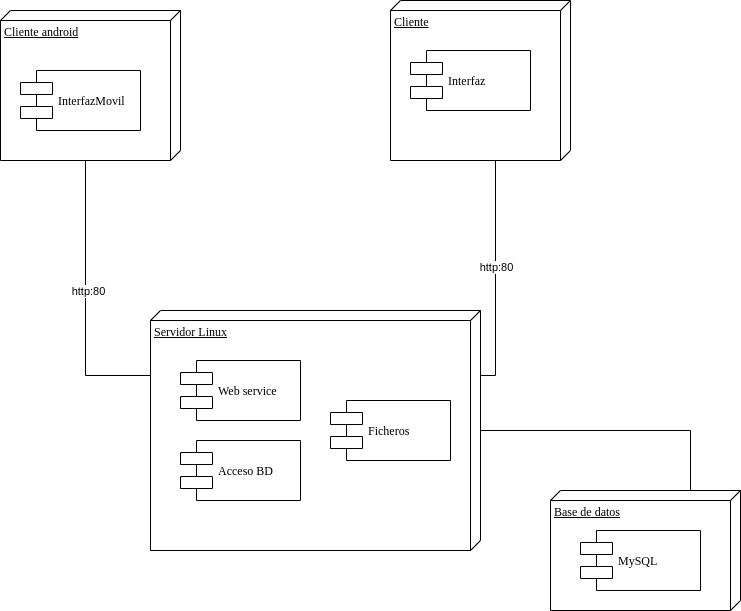 Cliente android
InterfazMovil
Cliente
Interfaz
http:80
http:80
Servidor Linux
Web service
Ficheros
Acceso BD
Base de datos
MySQL